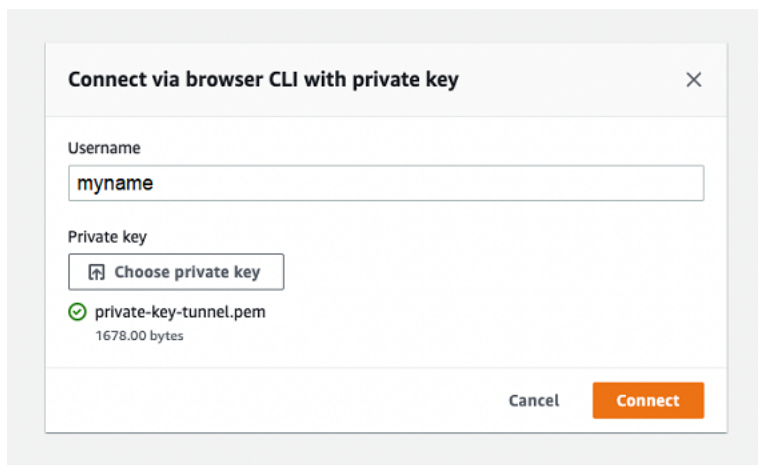 Connect via browser CLI with private key
Username
myname
Private key
Choose private key
private-key-tunnel.pem
1678.00 bytes
Cancel
Connect